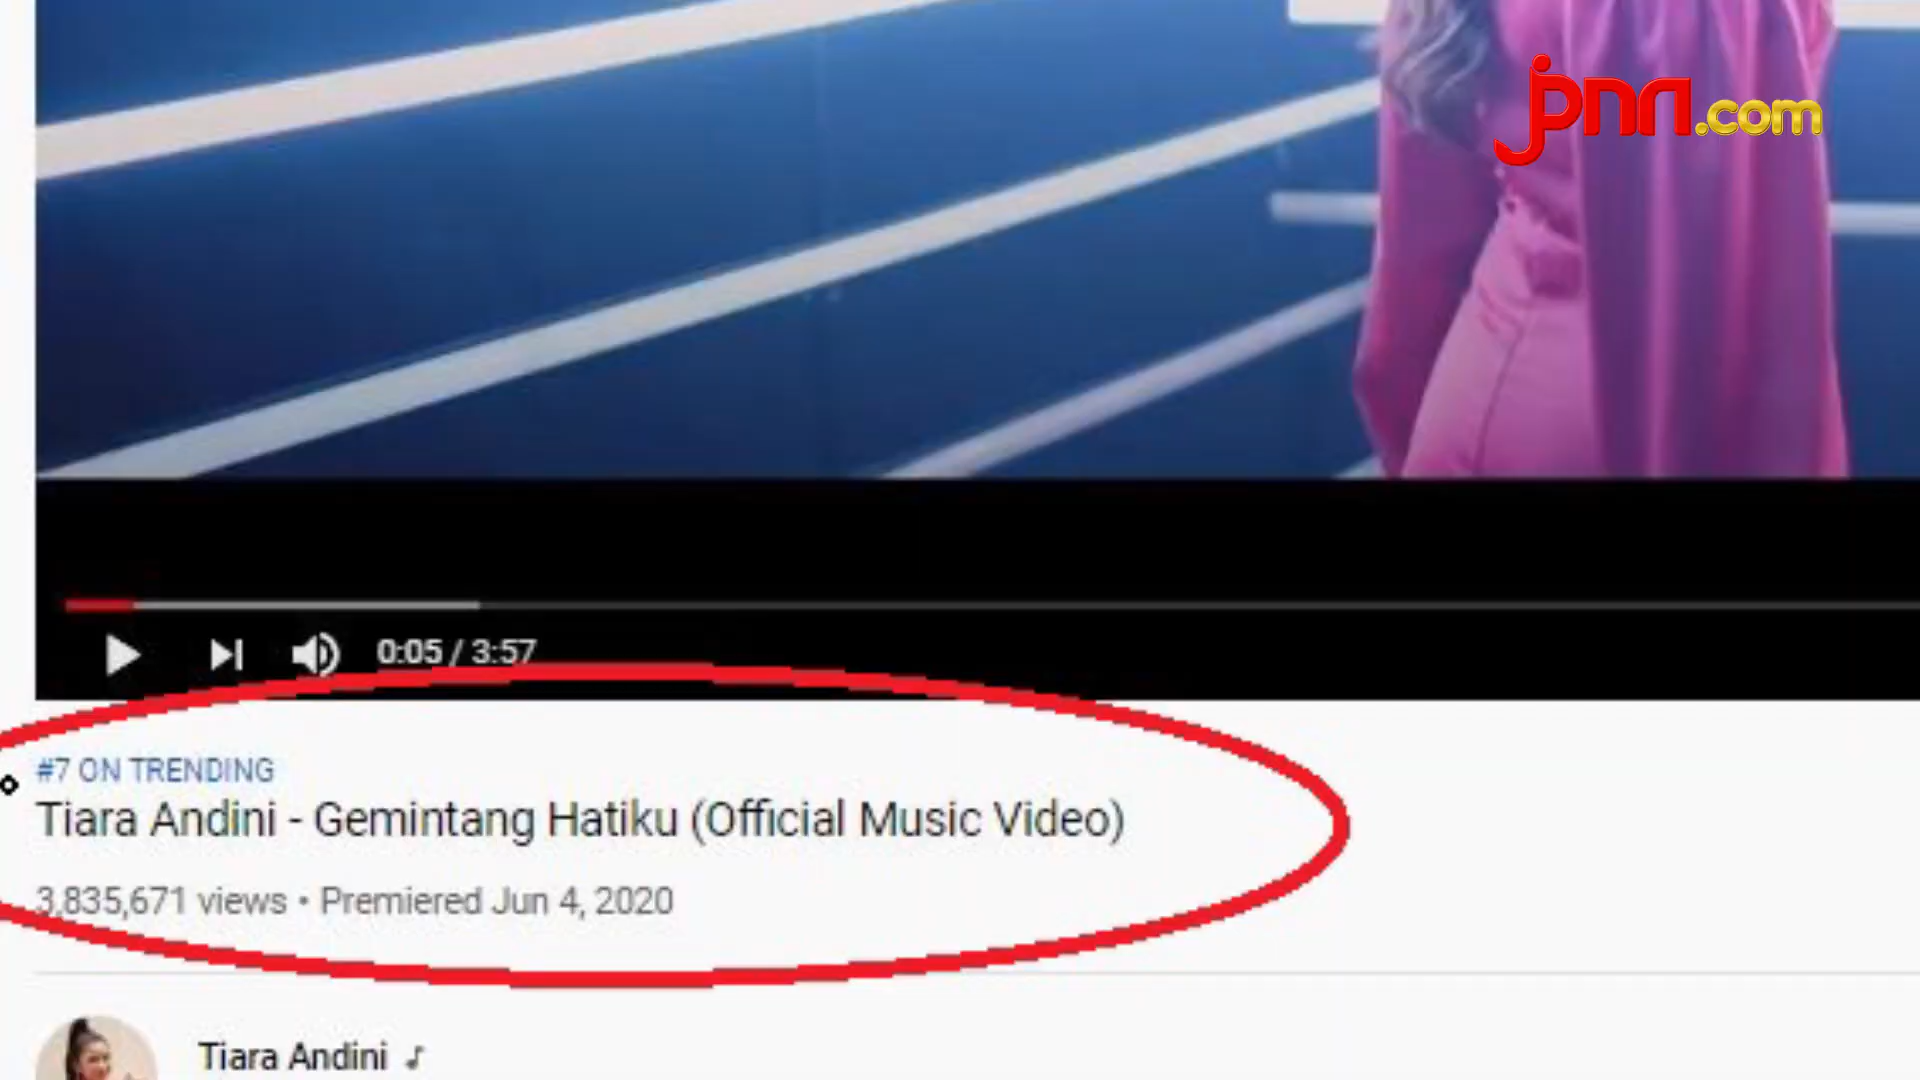 jpnn.com
0:05 / 3:57
#7 ON TRENDING
Tiara Andini - Gemintang Hatiku (Official Music Video)
3,835,671 views • Premiered Jun 4, 2020
Tiara Andini